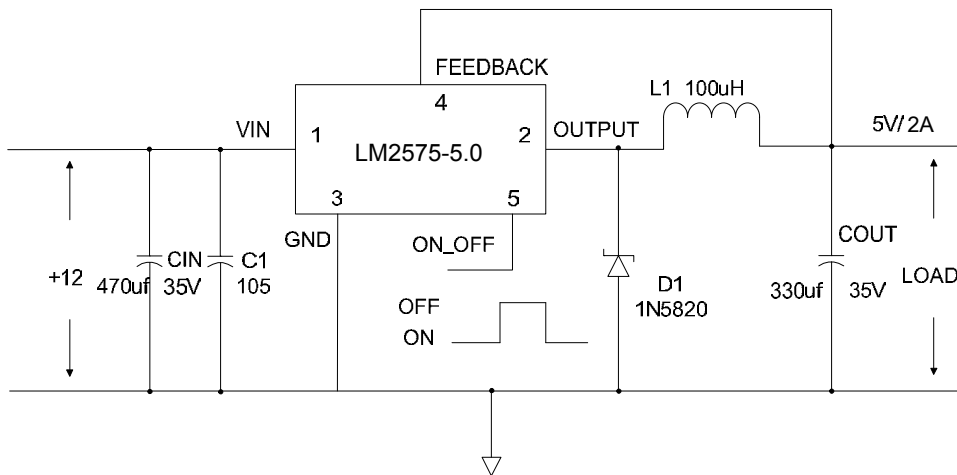 FEEDBACK
4
L1 100uH
VIN
1
LM2575-5.0
2
OUTPUT
5V/2A
3
5
GND
ON_OFF
+12
CIN
470uf 35V
C1
105
OFF
ON
D1
1N5820
COUT
330uf 35V
LOAD